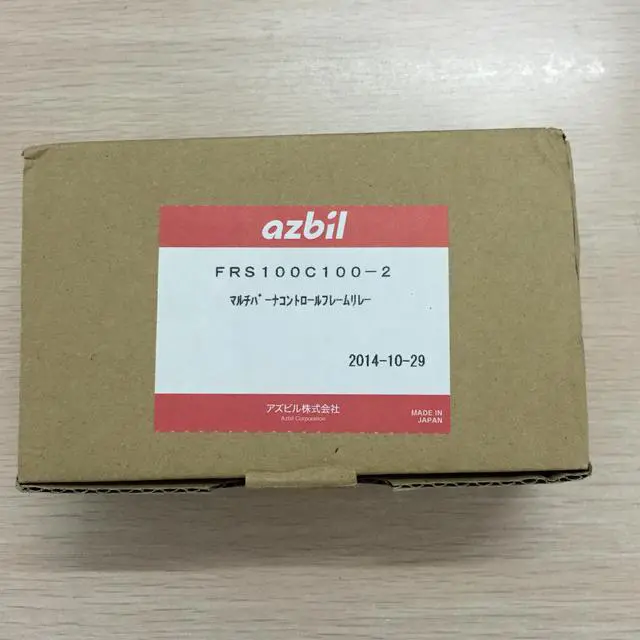 azbil
FRS100C100-2
マルチバーナコントロールフレームリレー
2014-10-29
アズビル株式会社
Azbil Corporation
MADE IN
JAPAN